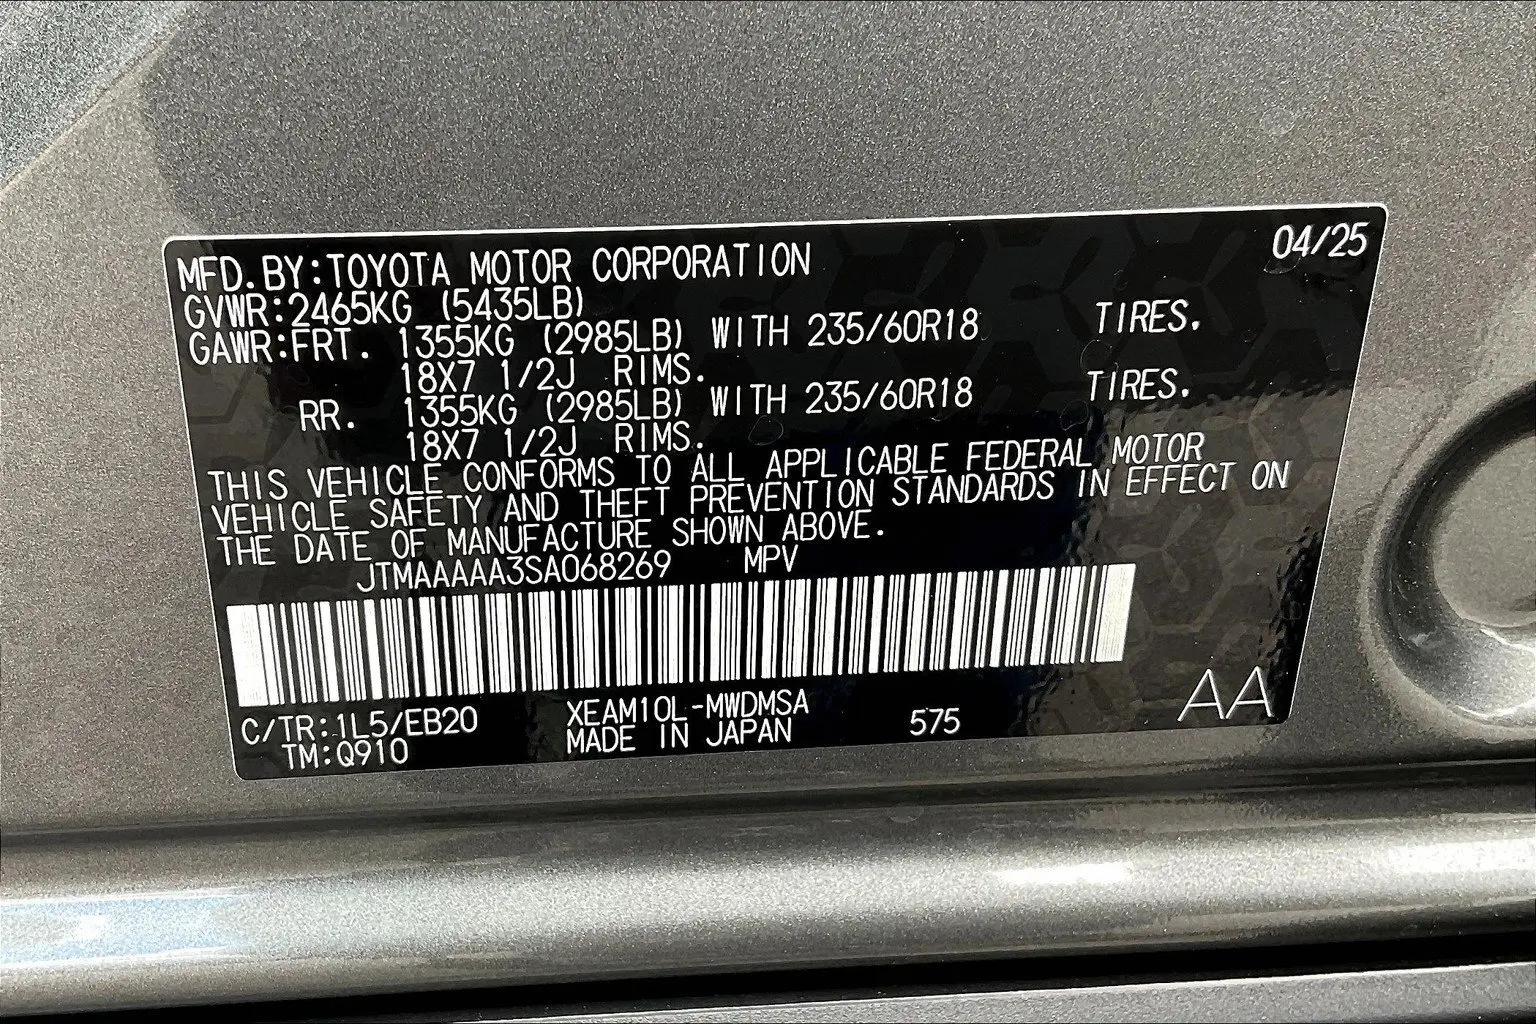 04/25
MFD.BY:TOYOTA MOTOR CORPORATION
GVWR:2465KG (5435LB)
GAWR:FRT. 1355KG (2985LB) WITH 235/60R18 TIRES.
18X7 1/2J RIMS.
RR. 1355KG (2985LB) WITH 235/60R18 TIRES.
18X7 1/2J RIMS.
THIS VEHICLE CONFORMS TO ALL APPLICABLE FEDERAL MOTOR
VEHICLE SAFETY AND THEFT PREVENTION STANDARDS IN EFFECT ON
THE DATE OF MANUFACTURE SHOWN ABOVE.
JTMAAAAA3SA068269 MPV
C/TR:1L5/EB20 XEAM10L-MWDMSA 575 AA
TM:Q910 MADE IN JAPAN